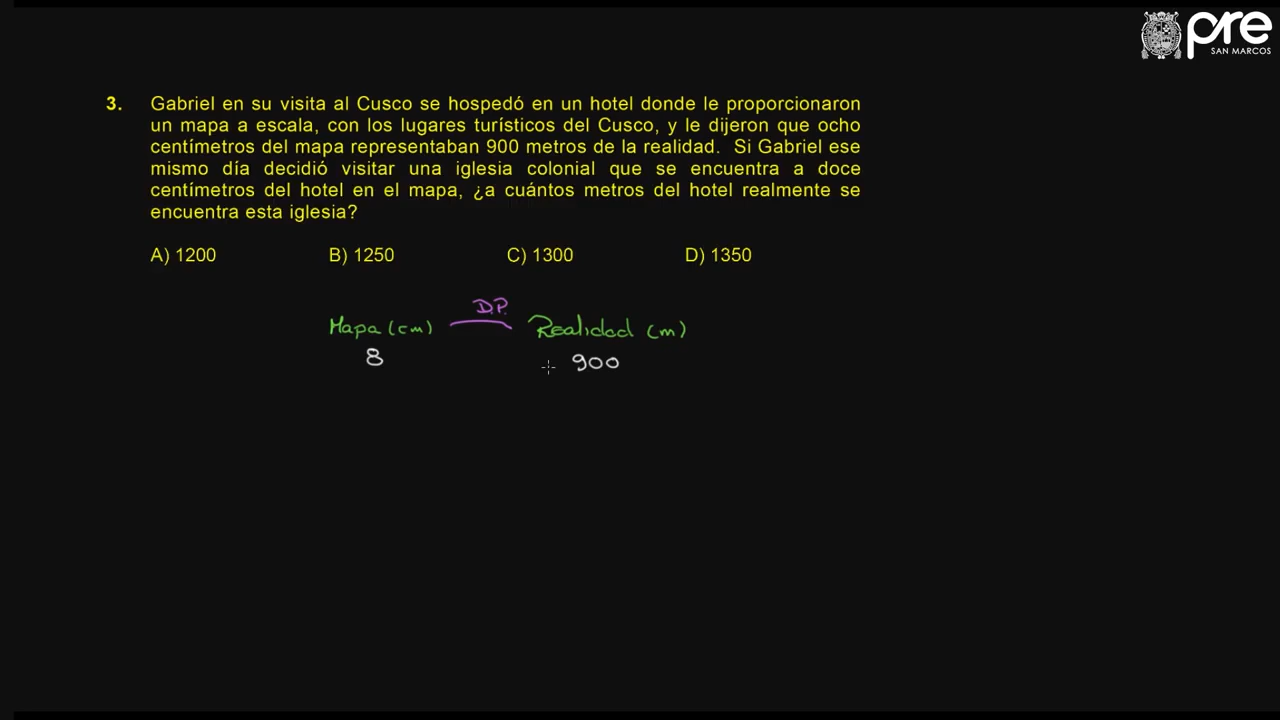 pre
SAN MARCOS
3. Gabriel en su visita al Cusco se hospedó en un hotel donde le proporcionaron
un mapa a escala, con los lugares turísticos del Cusco, y le dijeron que ocho
centímetros del mapa representaban 900 metros de la realidad. Si Gabriel ese
mismo día decidió visitar una iglesia colonial que se encuentra a doce
centímetros del hotel en el mapa, ¿a cuántos metros del hotel realmente se
encuentra esta iglesia?
A) 1200 B) 1250 C) 1300 D) 1350
D.P.
Mapa (cm) Realidad (m)
8 900